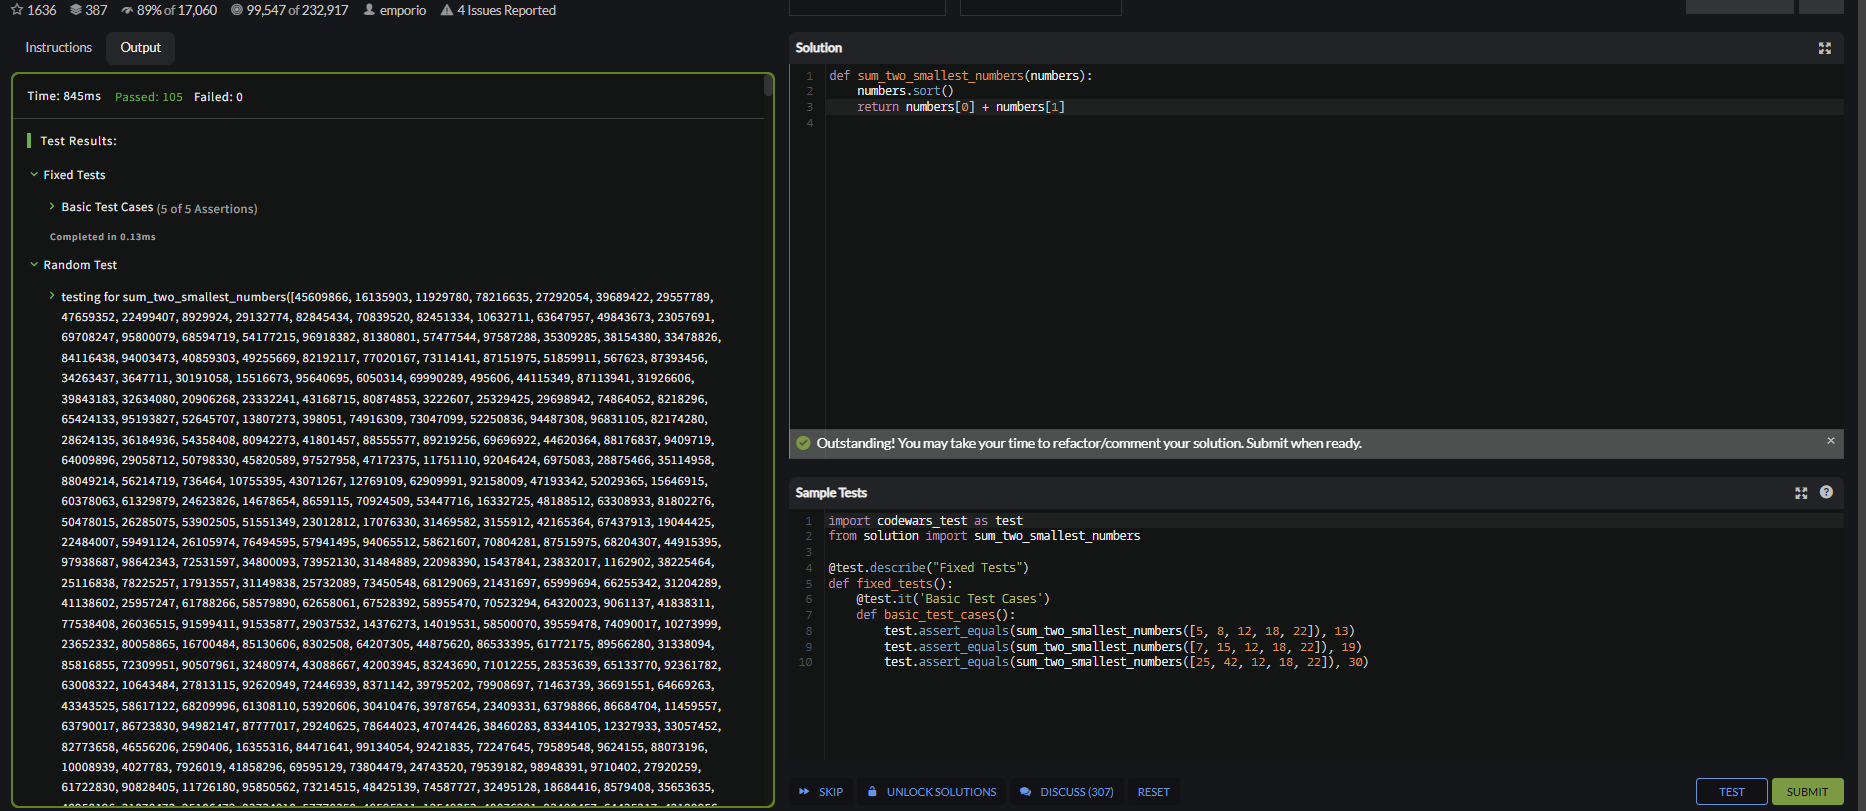 1636 387 89% of 17,060 99,547 of 232,917 emporio 4 Issues Reported
Instructions Output
Time: 845ms Passed: 105 Failed: 0
Test Results:
Fixed Tests
Basic Test Cases (5 of 5 Assertions)
Completed in 0.13ms
Random Test
testing for sum_two_smallest_numbers([45609866, 16135903, 11929780, 78216635, 27292054, 39689422, 29557789,
47659352, 22499407, 8929924, 29132774, 82845434, 70839520, 82451334, 10632711, 63647957, 49843673, 23057691,
69708247, 95800079, 68594719, 54177215, 96918382, 81380801, 57477544, 97587288, 35309285, 38154380, 33478826,
84116438, 94003473, 40859303, 49255669, 82192117, 77020167, 73114141, 87151975, 51859911, 567623, 87393456,
34263437, 3647711, 30191058, 15516673, 95640695, 6050314, 69990289, 495606, 44115349, 87113941, 31926606,
39843183, 32634080, 20906268, 23332241, 43168715, 80874853, 3222607, 25329425, 29698942, 74864052, 8218296,
65424133, 95193827, 52645707, 13807273, 398051, 74916309, 73047099, 52250836, 94487308, 96831105, 82174280,
28624135, 36184936, 54358408, 80942273, 41801457, 88555577, 89219256, 69696922, 44620364, 88176837, 9409719,
64009896, 29058712, 50798330, 45820589, 97527958, 47172375, 11751110, 92046424, 6975083, 28875466, 35114958,
88049214, 56214719, 736464, 10755395, 43071267, 12769109, 62909991, 92158009, 47193342, 52029365, 15646915,
60378063, 61329879, 24623826, 14678654, 8659115, 70924509, 53447716, 16332725, 48188512, 63308933, 81802276,
50478015, 26285075, 53902505, 51551349, 23012812, 17076330, 31469582, 3155912, 42165364, 67437913, 19044425,
22484007, 59491124, 26105974, 76494595, 57941495, 94065512, 58621607, 70804281, 87515975, 68204307, 44915395,
97938687, 98642343, 72531597, 34800093, 73952130, 31484889, 22098390, 15437841, 23832017, 1162902, 38225464,
25116838, 78225257, 17913557, 31149838, 25732089, 73450548, 68129069, 21431697, 65999694, 66255342, 31204289,
41138602, 25957247, 61788266, 58579890, 62658061, 67528392, 58955470, 70523294, 64320023, 9061137, 41838311,
77538408, 26036515, 91599411, 91535877, 29037532, 14376273, 14019531, 58500070, 39559478, 74090017, 10273999,
23652332, 80058865, 16700484, 85130606, 8302508, 64207305, 44875620, 86533395, 61772175, 89566280, 31338094,
85816855, 72309951, 90507961, 32480974, 43088667, 42003945, 83243690, 71012255, 28353639, 65133770, 92361782,
63008322, 10643484, 27813115, 92620949, 72446939, 8371142, 39795202, 79908697, 71463739, 36691551, 64669263,
43343525, 58617122, 68209996, 61308110, 53920606, 30410476, 39787654, 23409331, 63798866, 86684704, 11459557,
63790017, 86723830, 94982147, 87777017, 29240625, 78644023, 47074426, 38460283, 83344105, 12327933, 33057452,
82773658, 46556206, 2590406, 16355316, 84471641, 99134054, 92421835, 72247645, 79589548, 9624155, 88073196,
10008939, 4027783, 7926019, 41858296, 69595129, 73804479, 24743520, 79539182, 98948391, 9710402, 27920259,
61722830, 90828405, 11726180, 95850562, 73214515, 48425139, 74587727, 32495128, 18684416, 8579408, 35653635,
Solution
1 def sum_two_smallest_numbers(numbers):
2 numbers.sort()
3 return numbers[0] + numbers[1]
4
Outstanding! You may take your time to refactor/comment your solution. Submit when ready.
Sample Tests
1 import codewars_test as test
2 from solution import sum_two_smallest_numbers
3
4 @test.describe("Fixed Tests")
5 def fixed_tests():
6 @test.it('Basic Test Cases')
7 def basic_test_cases():
8 test.assert_equals(sum_two_smallest_numbers([5, 8, 12, 18, 22]), 13)
9 test.assert_equals(sum_two_smallest_numbers([7, 15, 12, 18, 22]), 19)
10 test.assert_equals(sum_two_smallest_numbers([25, 42, 12, 18, 22]), 30)
SKIP UNLOCK SOLUTIONS DISCUSS (307) RESET TEST SUBMIT